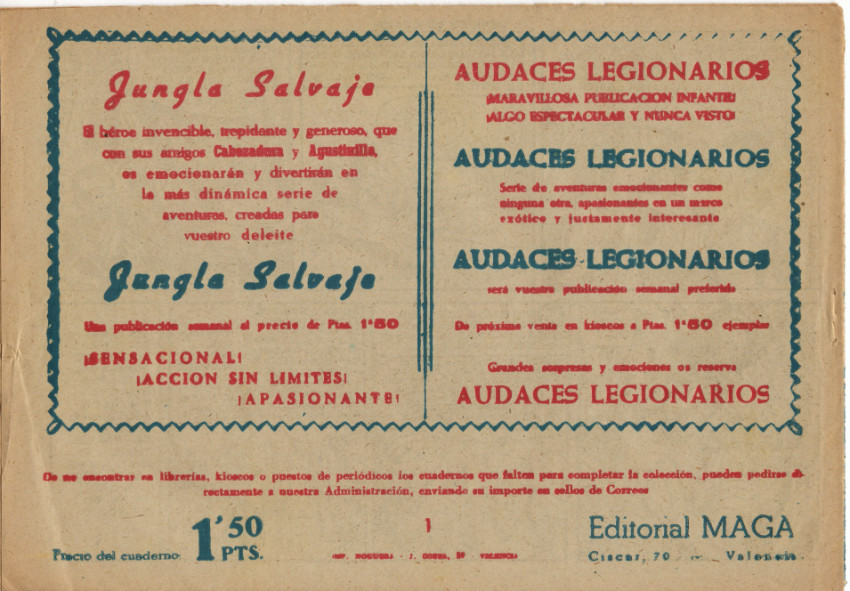 Jungla Salvaje
El héroe invencible, trepidante y generoso, que
con sus amigos Cabezadura y Agustinillo,
os emocionarán y divertirán en
la más dinámica serie de
aventuras, creadas para
vuestro deleite
Jungla Salvaje
Una publicación semanal al precio de Ptas. 1'50
¡SENSACIONAL!
¡ACCION SIN LIMITES!
¡APASIONANTE!
AUDACES LEGIONARIOS
¡MARAVILLOSA PUBLICACION INFANTIL!
¡ALGO ESPECTACULAR Y NUNCA VISTO!
AUDACES LEGIONARIOS
Serie de aventuras emocionantes como
ninguna otra, apasionantes en un marco
exótico y justamente interesante
AUDACES LEGIONARIOS
será vuestra publicación semanal preferida
De próxima venta en kioscos a Ptas. 1'50 ejemplar
Grandes sorpresas y emociones os reserva
AUDACES LEGIONARIOS
De no encontrar en librerías, kioscos o puestos de periódicos los cuadernos que falten para completar la colección, pueden pedirse di-
rectamente a nuestra Administración, enviando su importe en sellos de Correos
Precio del cuaderno: 1'50 PTS.
1
IMP. NOGUERA - J. - VALENCIA
Editorial MAGA
Ciscar, 70 - Valencia